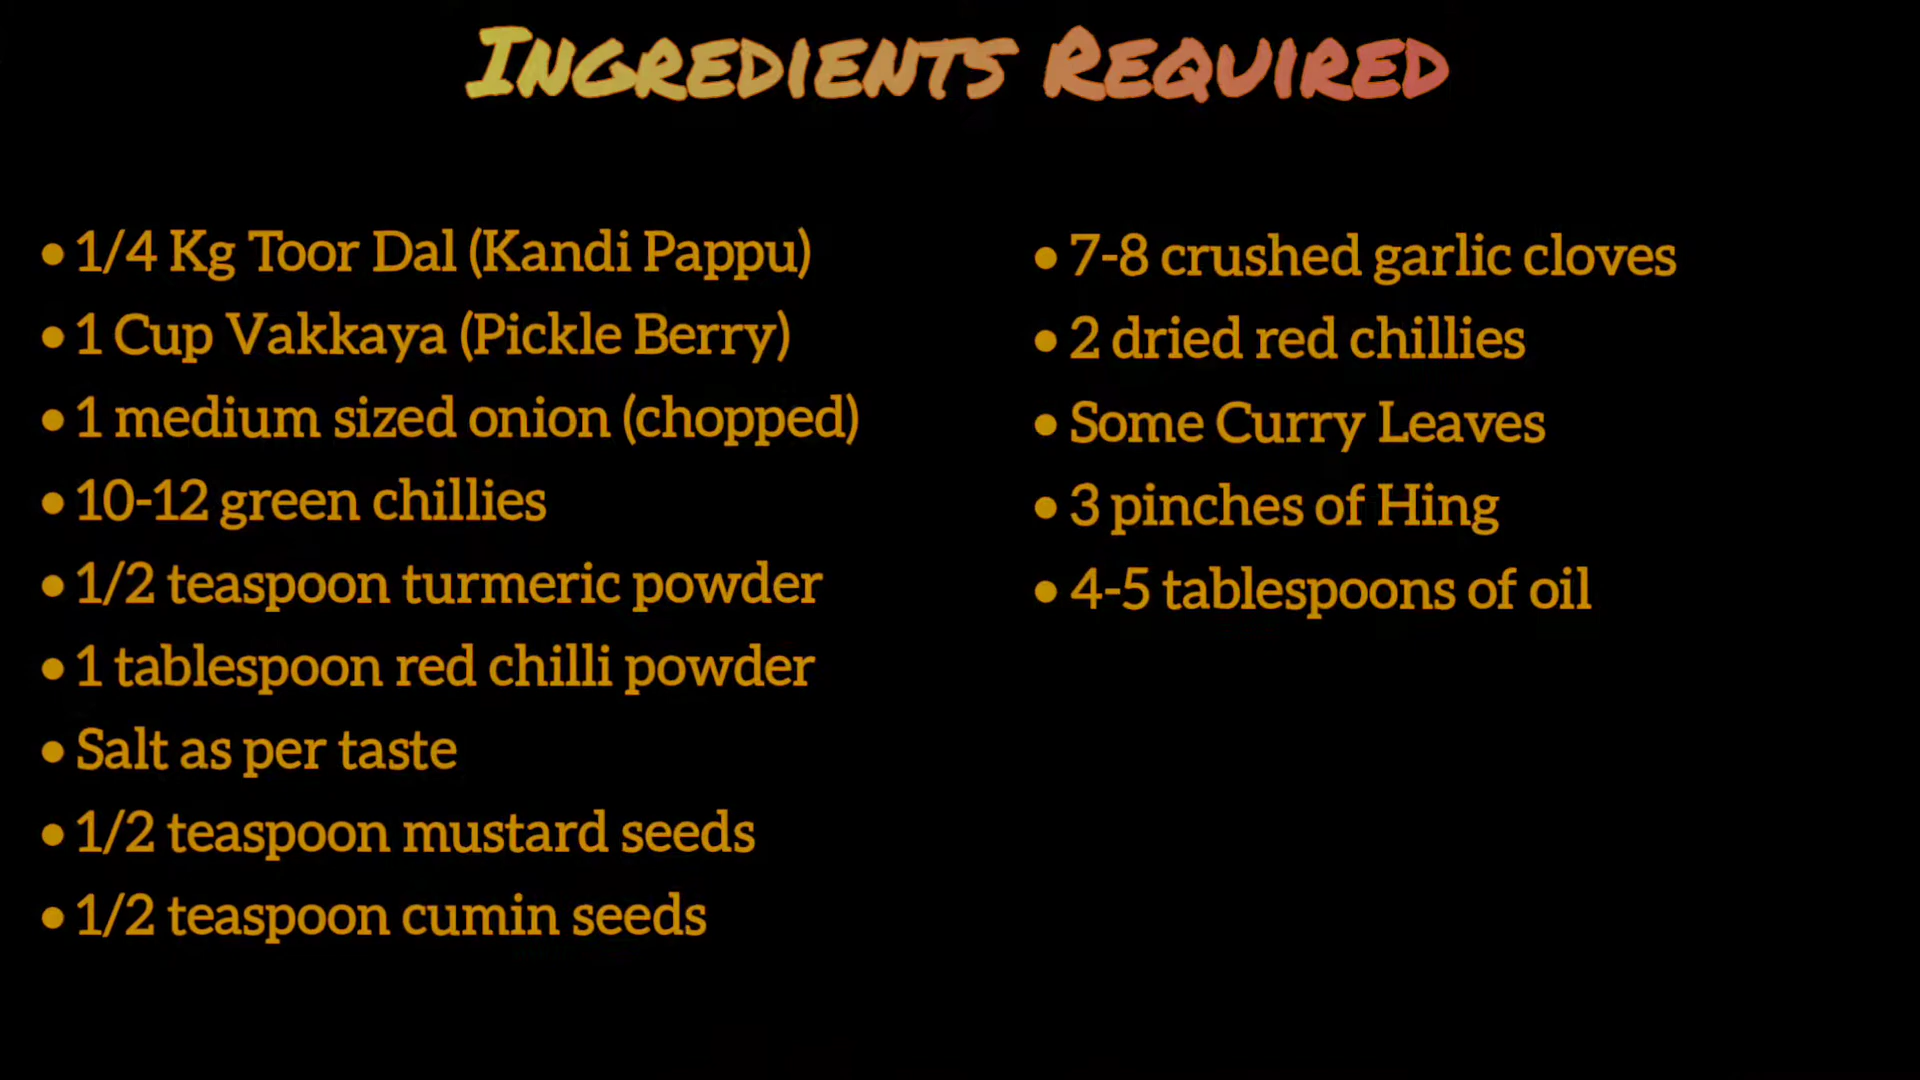 Ingredients Required
• 1/4 Kg Toor Dal (Kandi Pappu)
• 1 Cup Vakkaya (Pickle Berry)
• 1 medium sized onion (chopped)
• 10-12 green chillies
• 1/2 teaspoon turmeric powder
• 1 tablespoon red chilli powder
• Salt as per taste
• 1/2 teaspoon mustard seeds
• 1/2 teaspoon cumin seeds
• 7-8 crushed garlic cloves
• 2 dried red chillies
• Some Curry Leaves
• 3 pinches of Hing
• 4-5 tablespoons of oil